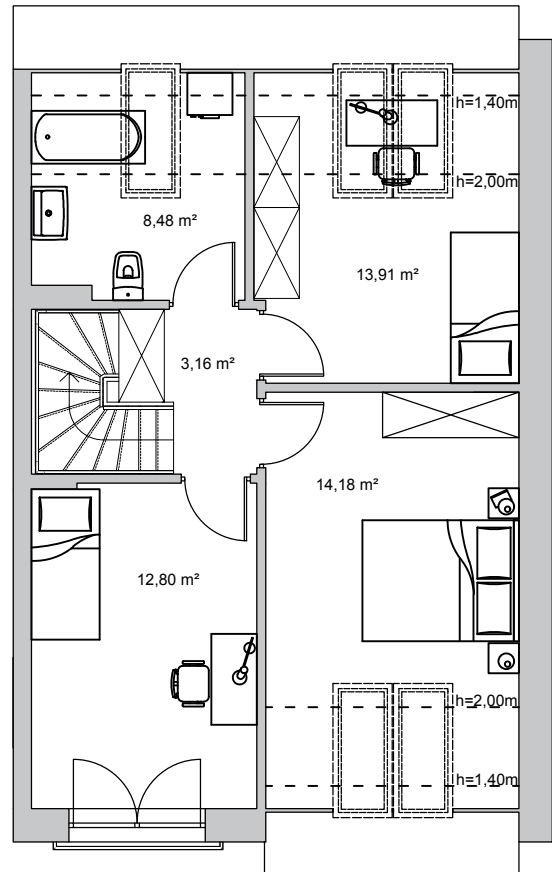 h=1,40m
h=2,00m
8,48 m²
13,91 m²
3,16 m²
14,18 m²
12,80 m²
h=2,00m
h=1,40m